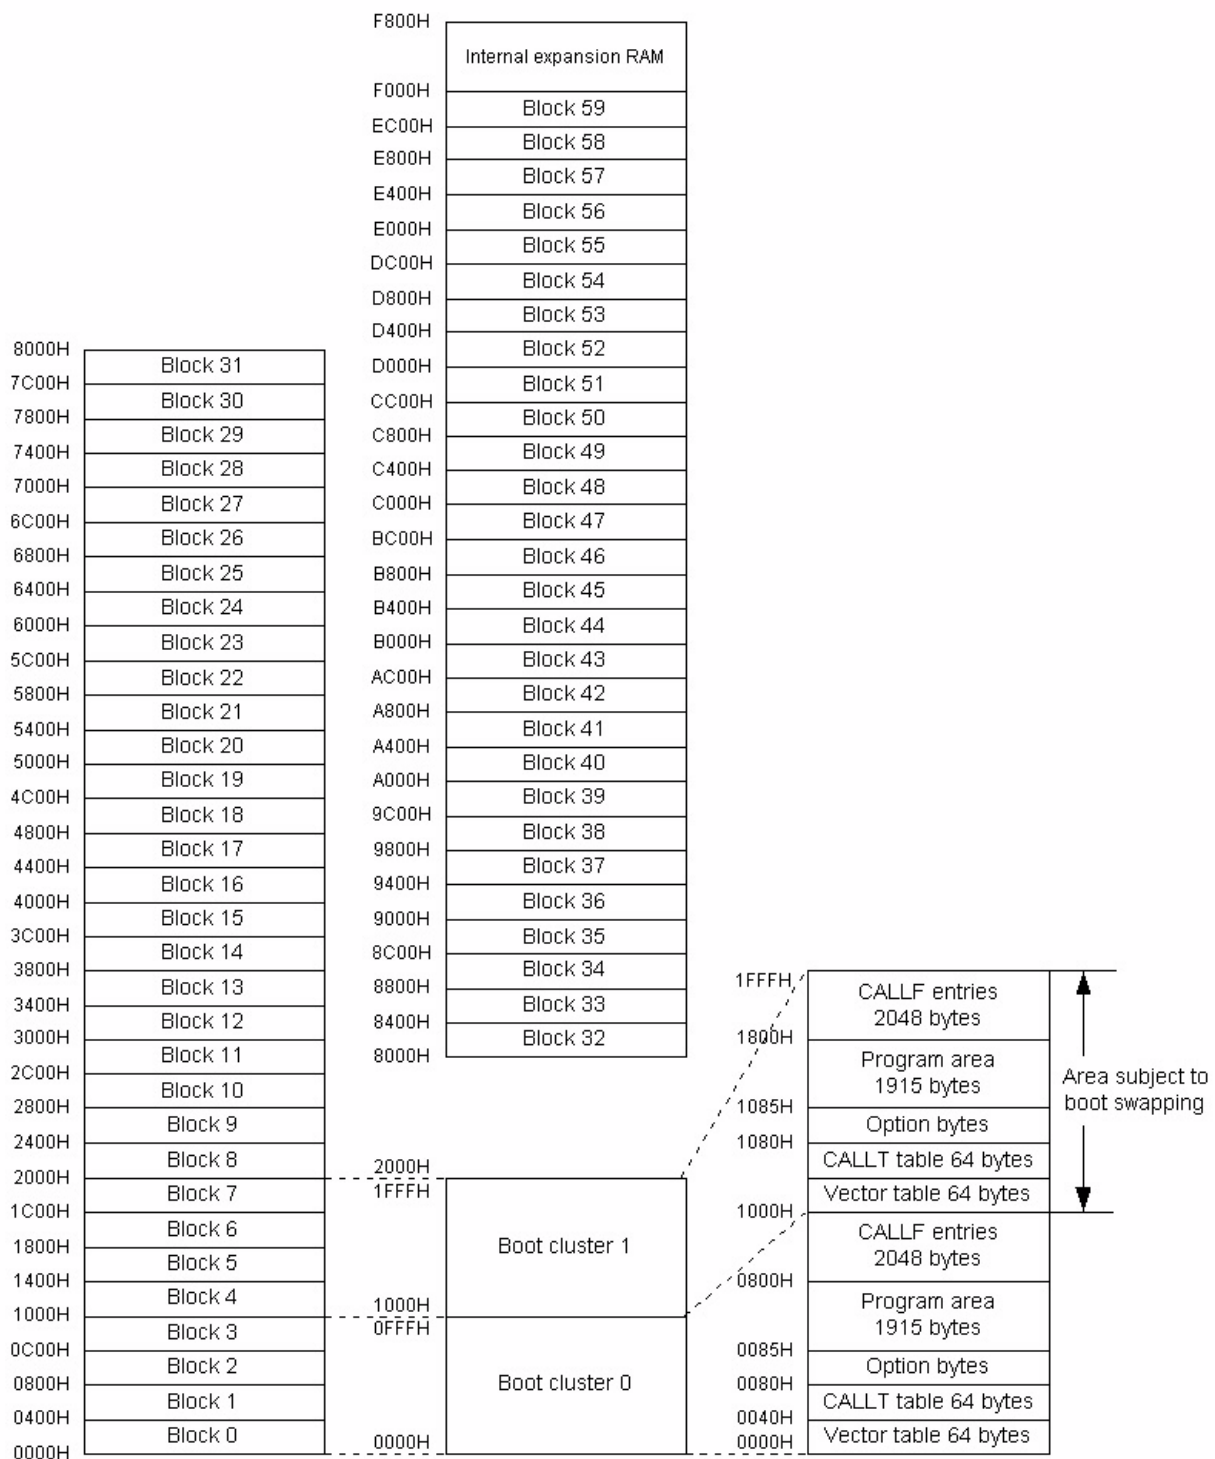 F800H
Internal expansion RAM
F000H
Block 59
EC00H
Block 58
E800H
Block 57
E400H
Block 56
E000H
Block 55
DC00H
Block 54
D800H
Block 53
D400H
Block 52
D000H
Block 51
CC00H
Block 50
C800H
Block 49
C400H
Block 48
C000H
Block 47
BC00H
Block 46
B800H
Block 45
B400H
Block 44
B000H
Block 43
AC00H
Block 42
A800H
Block 41
A400H
Block 40
A000H
Block 39
9C00H
Block 38
9800H
Block 37
9400H
Block 36
9000H
Block 35
8C00H
Block 34
8800H
Block 33
8400H
Block 32
8000H
8000H
Block 31
7C00H
Block 30
7800H
Block 29
7400H
Block 28
7000H
Block 27
6C00H
Block 26
6800H
Block 25
6400H
Block 24
6000H
Block 23
5C00H
Block 22
5800H
Block 21
5400H
Block 20
5000H
Block 19
4C00H
Block 18
4800H
Block 17
4400H
Block 16
4000H
Block 15
3C00H
Block 14
3800H
Block 13
3400H
Block 12
3000H
Block 11
2C00H
Block 10
2800H
Block 9
2400H
Block 8
2000H
Block 7
1C00H
Block 6
1800H
Block 5
1400H
Block 4
1000H
Block 3
0C00H
Block 2
0800H
Block 1
0400H
Block 0
0000H
2000H
1FFFH
Boot cluster 1
1000H
0FFFH
Boot cluster 0
0000H
1FFFH
CALLF entries
2048 bytes
1800H
Program area
1915 bytes
1085H
Option bytes
1080H
CALLT table 64 bytes
Vector table 64 bytes
1000H
CALLF entries
2048 bytes
0800H
Program area
1915 bytes
0085H
Option bytes
0080H
CALLT table 64 bytes
0040H
Vector table 64 bytes
0000H
Area subject to
boot swapping